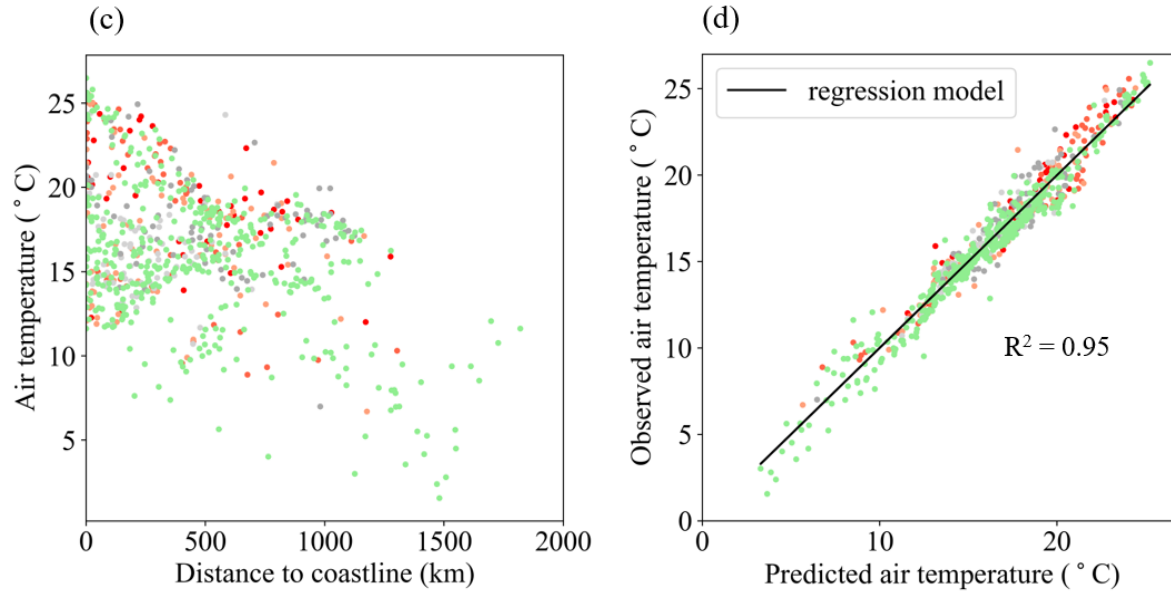 (c)
Air temperature ( ° C)
25
20
15
10
5
0
500
1000
1500
2000
Distance to coastline (km)
(d)
regression model
R² = 0.95
Observed air temperature ( ° C)
25
20
15
10
5
0
0
10
20
Predicted air temperature ( ° C)